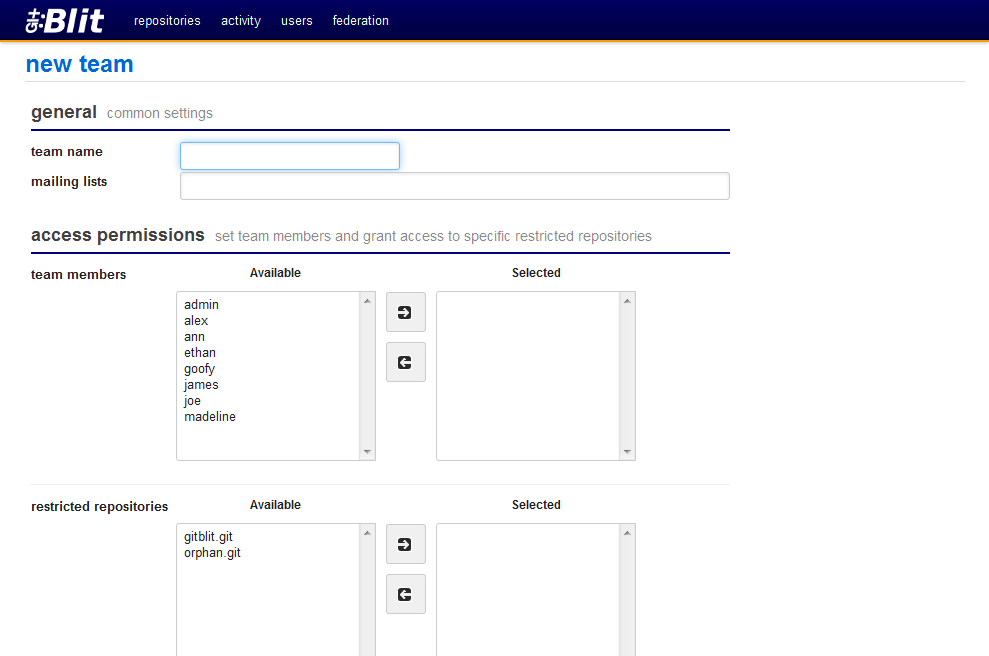 Git:Blit repositories activity users federation
new team
general common settings
team name
mailing lists
access permissions set team members and grant access to specific restricted repositories
team members Available Selected
admin
alex
ann
ethan
goofy
james
joe
madeline
restricted repositories Available Selected
gitblit.git
orphan.git